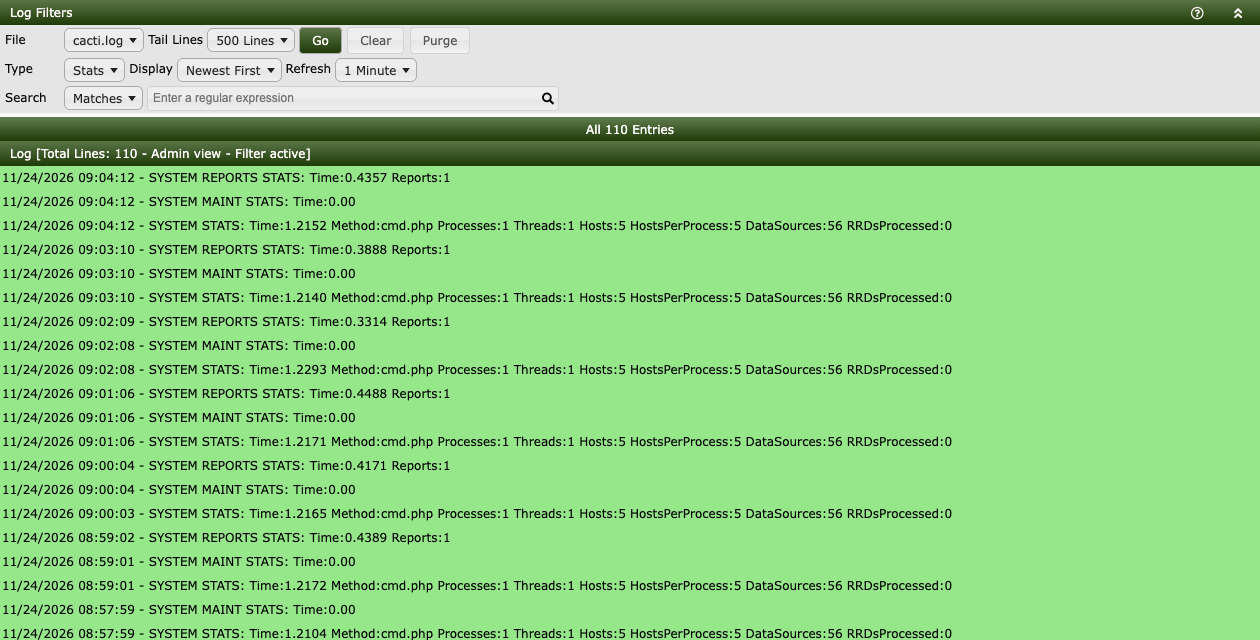 Log Filters
File cacti.log Tail Lines 500 Lines Go Clear Purge
Type Stats Display Newest First Refresh 1 Minute
Search Matches Enter a regular expression
All 110 Entries
Log [Total Lines: 110 - Admin view - Filter active]
11/24/2026 09:04:12 - SYSTEM REPORTS STATS: Time:0.4357 Reports:1
11/24/2026 09:04:12 - SYSTEM MAINT STATS: Time:0.00
11/24/2026 09:04:12 - SYSTEM STATS: Time:1.2152 Method:cmd.php Processes:1 Threads:1 Hosts:5 HostsPerProcess:5 DataSources:56 RRDsProcessed:0
11/24/2026 09:03:10 - SYSTEM REPORTS STATS: Time:0.3888 Reports:1
11/24/2026 09:03:10 - SYSTEM MAINT STATS: Time:0.00
11/24/2026 09:03:10 - SYSTEM STATS: Time:1.2140 Method:cmd.php Processes:1 Threads:1 Hosts:5 HostsPerProcess:5 DataSources:56 RRDsProcessed:0
11/24/2026 09:02:09 - SYSTEM REPORTS STATS: Time:0.3314 Reports:1
11/24/2026 09:02:08 - SYSTEM MAINT STATS: Time:0.00
11/24/2026 09:02:08 - SYSTEM STATS: Time:1.2293 Method:cmd.php Processes:1 Threads:1 Hosts:5 HostsPerProcess:5 DataSources:56 RRDsProcessed:0
11/24/2026 09:01:06 - SYSTEM REPORTS STATS: Time:0.4488 Reports:1
11/24/2026 09:01:06 - SYSTEM MAINT STATS: Time:0.00
11/24/2026 09:01:06 - SYSTEM STATS: Time:1.2171 Method:cmd.php Processes:1 Threads:1 Hosts:5 HostsPerProcess:5 DataSources:56 RRDsProcessed:0
11/24/2026 09:00:04 - SYSTEM REPORTS STATS: Time:0.4171 Reports:1
11/24/2026 09:00:04 - SYSTEM MAINT STATS: Time:0.00
11/24/2026 09:00:03 - SYSTEM STATS: Time:1.2165 Method:cmd.php Processes:1 Threads:1 Hosts:5 HostsPerProcess:5 DataSources:56 RRDsProcessed:0
11/24/2026 08:59:02 - SYSTEM REPORTS STATS: Time:0.4389 Reports:1
11/24/2026 08:59:01 - SYSTEM MAINT STATS: Time:0.00
11/24/2026 08:59:01 - SYSTEM STATS: Time:1.2172 Method:cmd.php Processes:1 Threads:1 Hosts:5 HostsPerProcess:5 DataSources:56 RRDsProcessed:0
11/24/2026 08:57:59 - SYSTEM MAINT STATS: Time:0.00
11/24/2026 08:57:59 - SYSTEM STATS: Time:1.2104 Method:cmd.php Processes:1 Threads:1 Hosts:5 HostsPerProcess:5 DataSources:56 RRDsProcessed:0